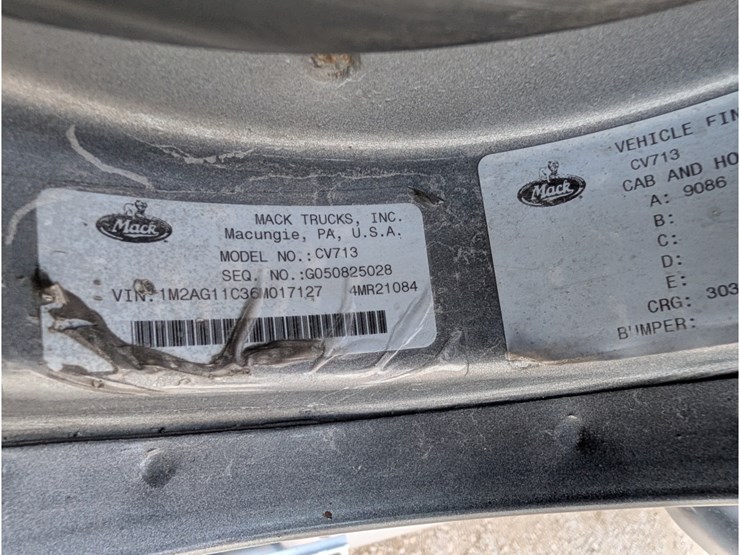 Mack
MACK TRUCKS, INC.
Macungie, PA, U.S.A.
MODEL NO.:CV713
SEQ. NO.:G050825028
VIN:1M2AG11C36M017127 4MR21084
Mack
VEHICLE FIN
CV713
CAB AND HO
A: 9086
B:
C:
D:
E:
CRG: 303
BUMPER: